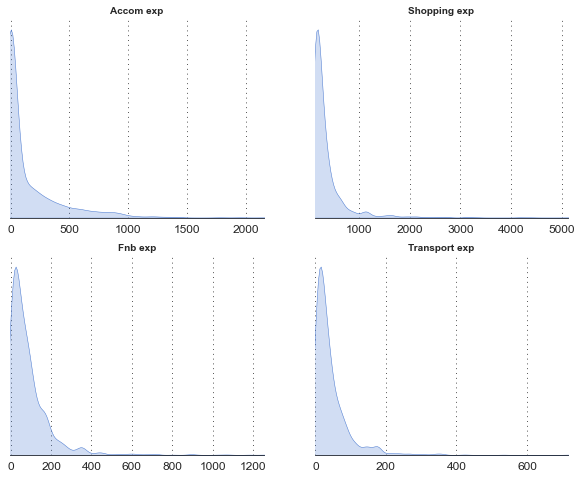 Accom exp
Shopping exp
0 500 1000 1500 2000
1000 2000 3000 4000 5000
Fnb exp
Transport exp
0 200 400 600 800 1000 1200
0 200 400 600